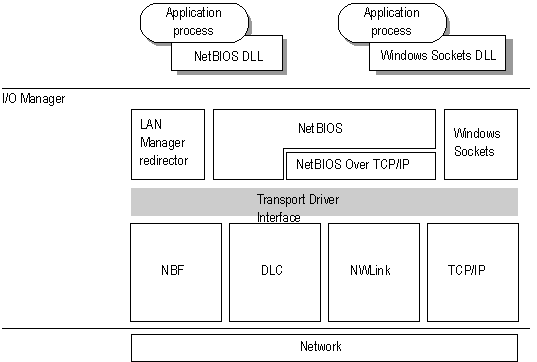 Application
process
NetBIOS DLL
Application
process
Windows Sockets DLL
I/O Manager
LAN
Manager
redirector
NetBIOS
NetBIOS Over TCP/IP
Windows
Sockets
Transport Driver
Interface
NBF
DLC
NWLink
TCP/IP
Network